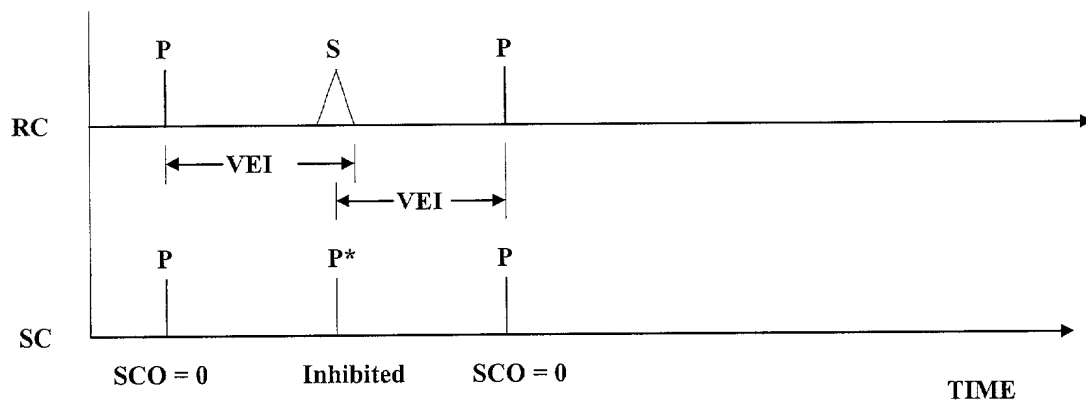 P S P
RC
VEI
VEI
P P* P
SC
SCO = 0 Inhibited SCO = 0
TIME